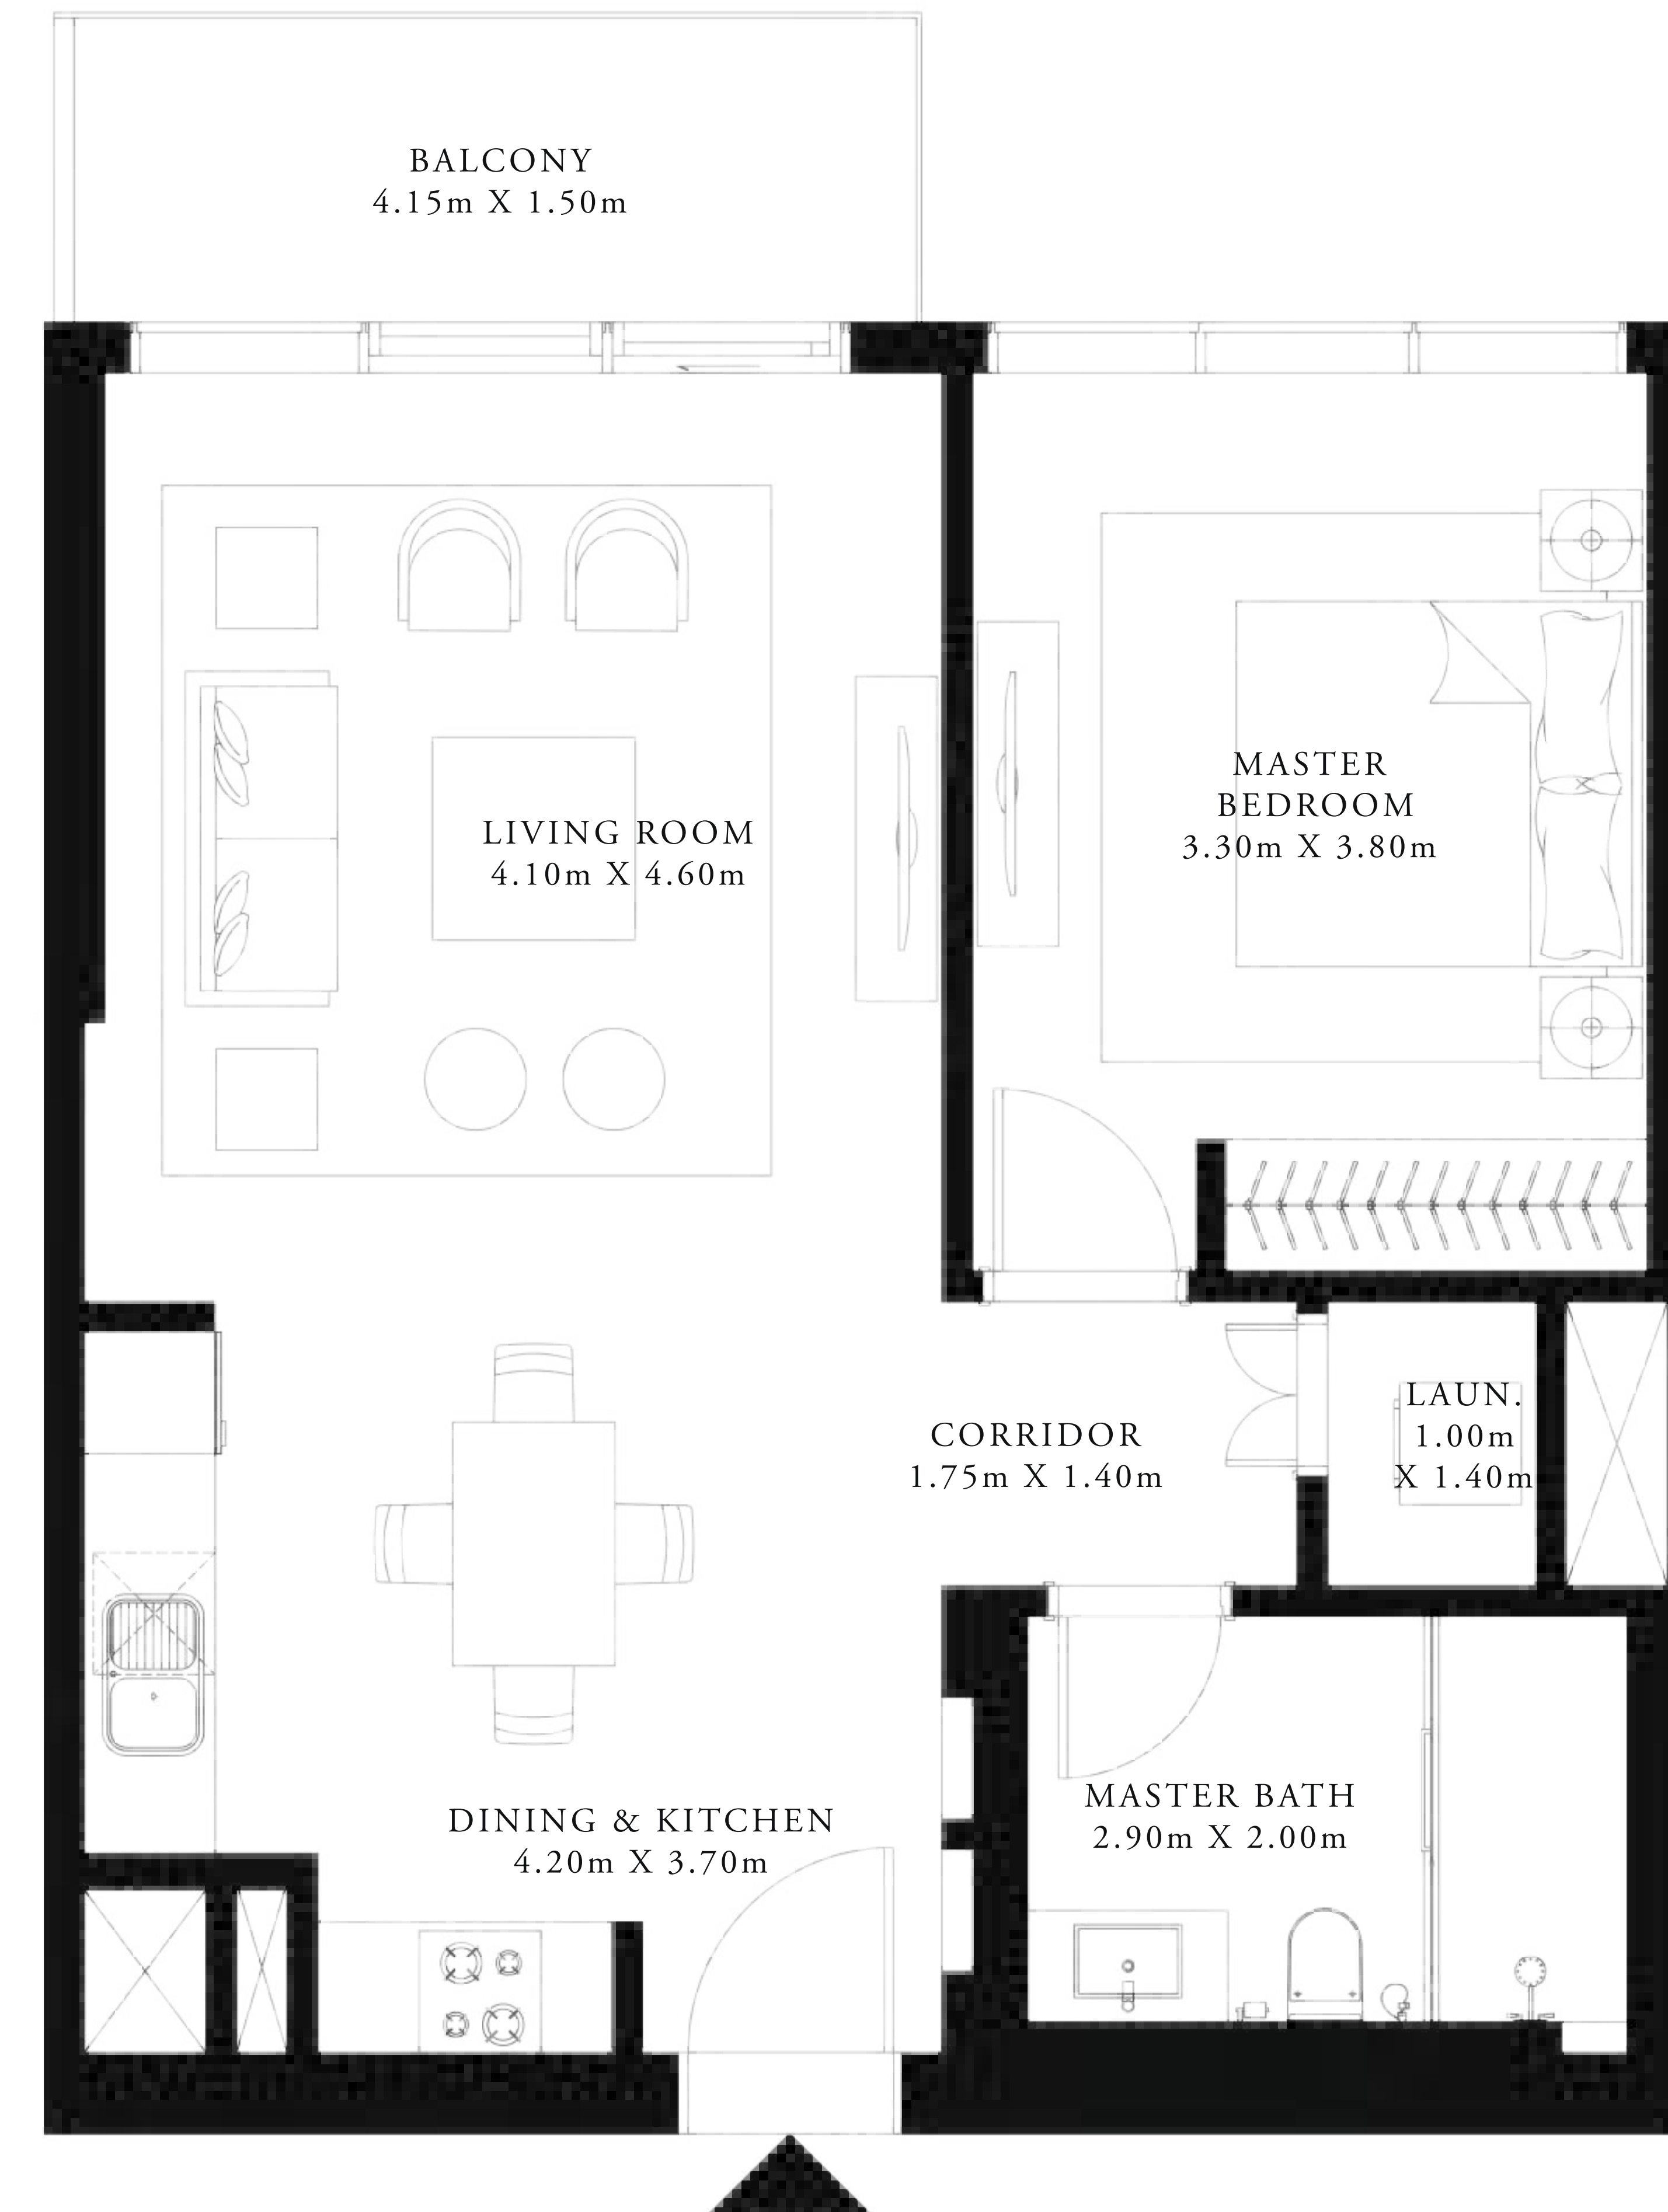 BALCONY
4.15m X 1.50m
LIVING ROOM
4.10m X 4.60m
MASTER
BEDROOM
3.30m X 3.80m
CORRIDOR
1.75m X 1.40m
LAUN.
1.00m
X 1.40m
DINING & KITCHEN
4.20m X 3.70m
MASTER BATH
2.90m X 2.00m